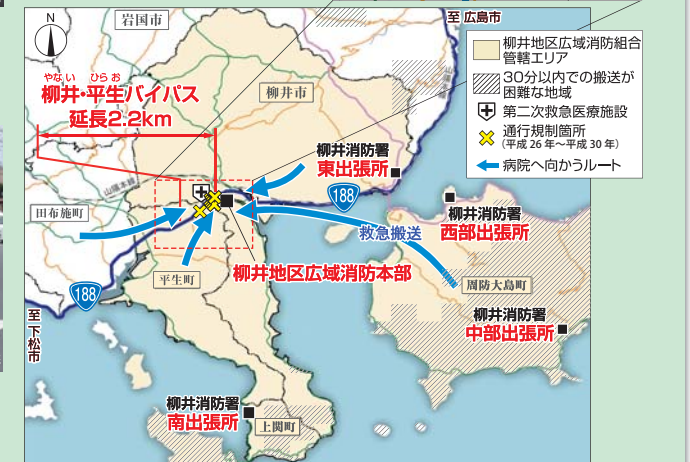 N
岩国市
至 広島市
柳井地区広域消防組合
管轄エリア
30分以内での搬送が
困難な地域
第二次救急医療施設
通行規制箇所
（平成26年～平成30年）
病院へ向かうルート
やない ひらお
柳井・平生バイパス
延長2.2km
柳井市
柳井消防署
東出張所
山陽本線
188
田布施町
柳井消防署
西部出張所
救急搬送
柳井地区広域消防本部
平生町
周防大島町
188
至 下松市
柳井消防署
中部出張所
柳井消防署
南出張所
上関町